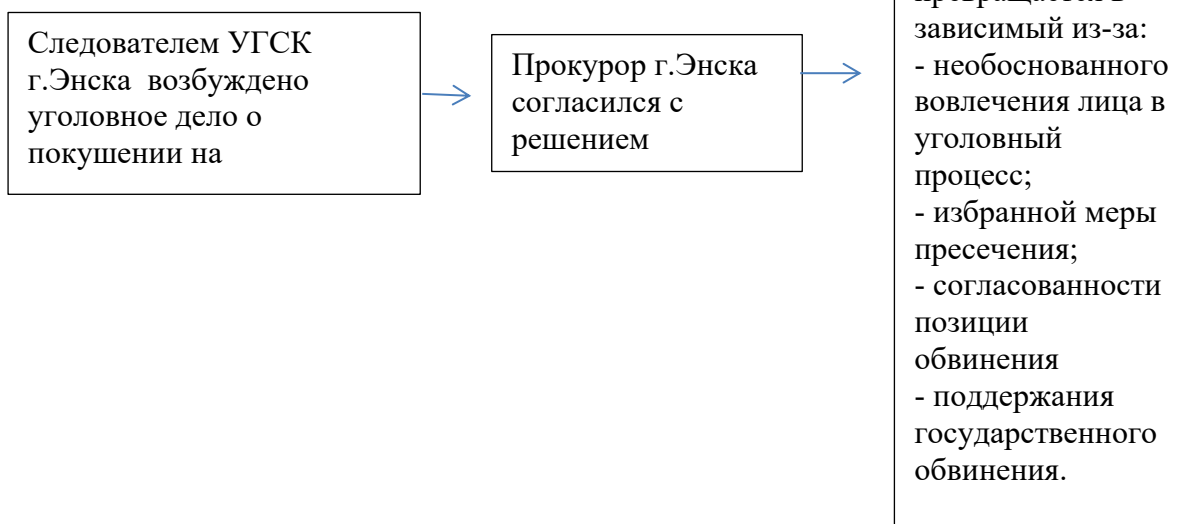 Следователем УГСК
г.Энска возбуждено
уголовное дело о
покушении на
Прокурор г.Энска
согласился с
решением
зависимый из-за:
- необоснованного
вовлечения лица в
уголовный
процесс;
- избранной меры
пресечения;
- согласованности
позиции
обвинения
- поддержания
государственного
обвинения.